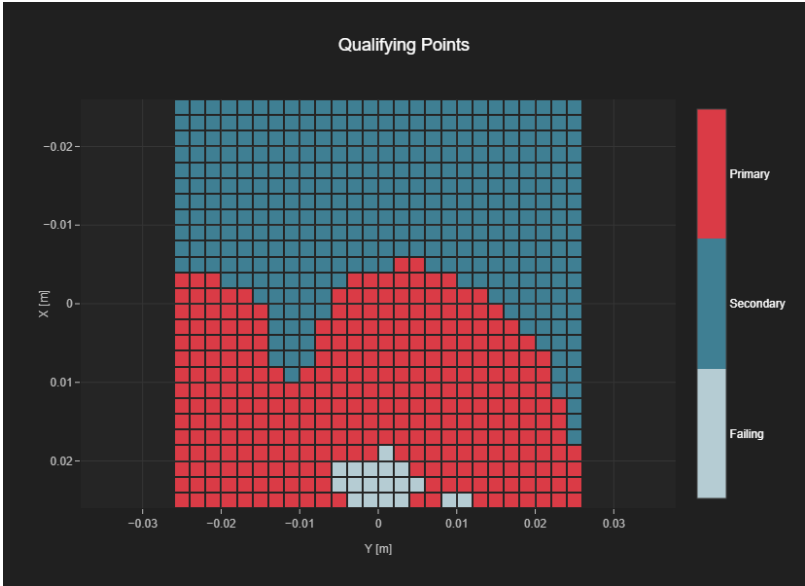 Qualifying Points
X [m]
−0.02
−0.01
0
0.01
0.02
−0.03
−0.02
−0.01
0
0.01
0.02
0.03
Y [m]
Primary
Secondary
Failing